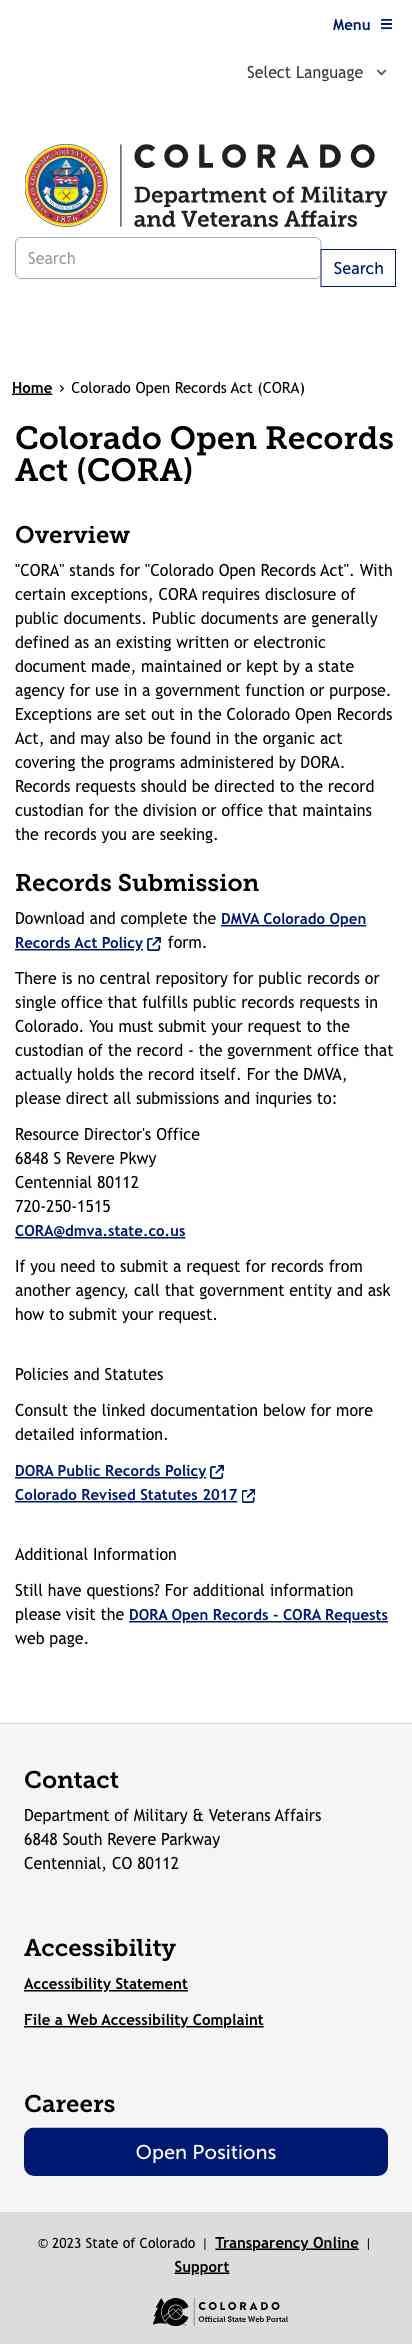 Menu
Select Language
COLORADO
Department of Military
and Veterans Affairs
1876
Search
Search
Home › Colorado Open Records Act (CORA)
Colorado Open Records
Act (CORA)
Overview
"CORA" stands for "Colorado Open Records Act". With
certain exceptions, CORA requires disclosure of
public documents. Public documents are generally
defined as an existing written or electronic
document made, maintained or kept by a state
agency for use in a government function or purpose.
Exceptions are set out in the Colorado Open Records
Act, and may also be found in the organic act
covering the programs administered by DORA.
Records requests should be directed to the record
custodian for the division or office that maintains
the records you are seeking.
Records Submission
Download and complete the DMVA Colorado Open
Records Act Policy form.
There is no central repository for public records or
single office that fulfills public records requests in
Colorado. You must submit your request to the
custodian of the record - the government office that
actually holds the record itself. For the DMVA,
please direct all submissions and inquries to:
Resource Director's Office
6848 S Revere Pkwy
Centennial 80112
720-250-1515
CORA@dmva.state.co.us
If you need to submit a request for records from
another agency, call that government entity and ask
how to submit your request.
Policies and Statutes
Consult the linked documentation below for more
detailed information.
DORA Public Records Policy
Colorado Revised Statutes 2017
Additional Information
Still have questions? For additional information
please visit the DORA Open Records - CORA Requests
web page.
Contact
Department of Military & Veterans Affairs
6848 South Revere Parkway
Centennial, CO 80112
Accessibility
Accessibility Statement
File a Web Accessibility Complaint
Careers
Open Positions
© 2023 State of Colorado | Transparency Online |
Support
COLORADO
Official State Web Portal